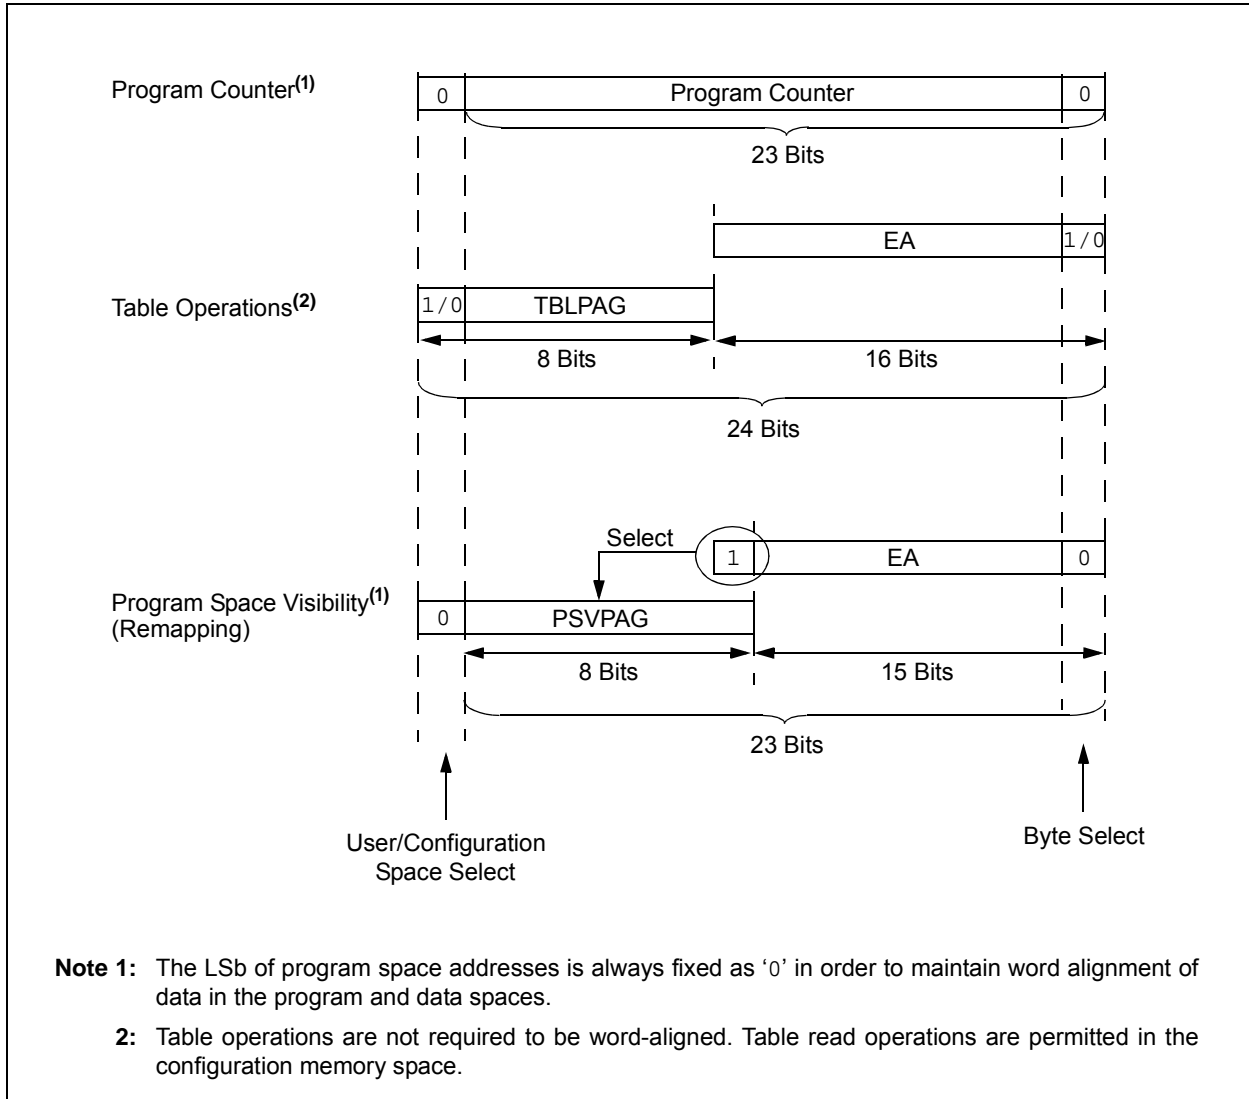 Program Counter(1)
0 Program Counter 0
23 Bits
EA 1/0
Table Operations(2)
1/0 TBLPAG
8 Bits 16 Bits
24 Bits
Select
1 EA 0
Program Space Visibility(1)
(Remapping)
0 PSVPAG
8 Bits 15 Bits
23 Bits
User/Configuration
Space Select
Byte Select
Note 1: The LSb of program space addresses is always fixed as ‘0’ in order to maintain word alignment of
data in the program and data spaces.
2: Table operations are not required to be word-aligned. Table read operations are permitted in the
configuration memory space.